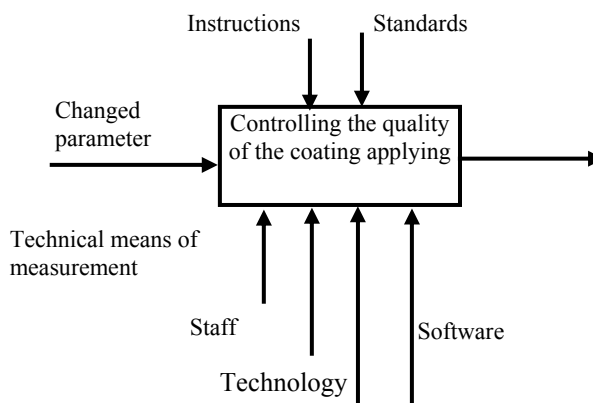 Instructions
Standards
Changed
parameter
Controlling the quality
of the coating applying
Technical means of
measurement
Staff
Software
Technology